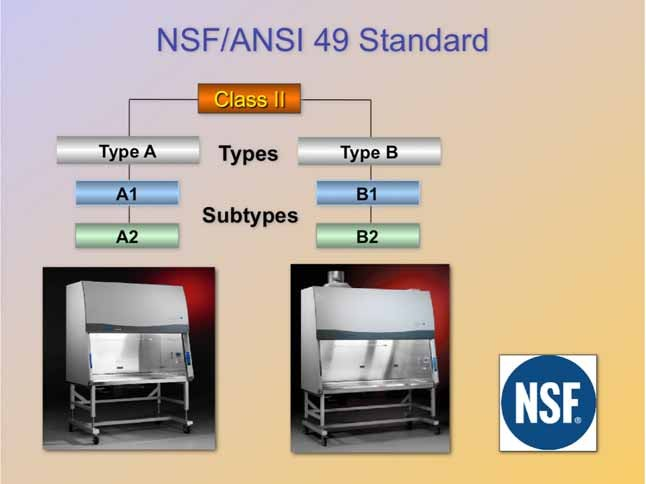 NSF/ANSI 49 Standard
Class II
Type A
Types
Type B
A1
B1
Subtypes
A2
B2
NSF®